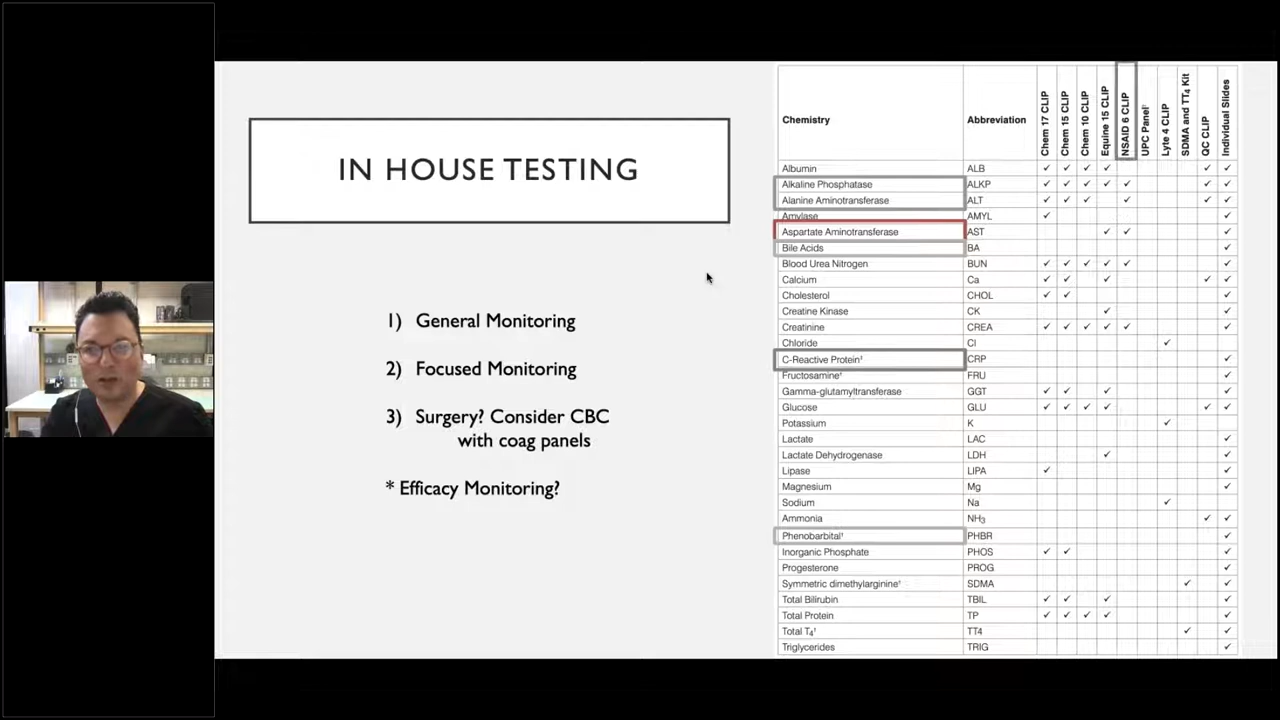 IN HOUSE TESTING
1) General Monitoring
2) Focused Monitoring
3) Surgery? Consider CBC
with coag panels
* Efficacy Monitoring?
Chemistry Abbreviation Chem 17 CLIP Chem 15 CLIP Chem 10 CLIP Equine 15 CLIP NSAID 6 CLIP UPC Panel† Lyte 4 CLIP SDMA and TT4 Kit QC CLIP Individual Slides
Albumin ALB ✓ ✓ ✓ ✓ ✓ ✓
Alkaline Phosphatase ALKP ✓ ✓ ✓ ✓ ✓ ✓ ✓
Alanine Aminotransferase ALT ✓ ✓ ✓ ✓ ✓ ✓
Amylase AMYL ✓ ✓
Aspartate Aminotransferase AST ✓ ✓ ✓
Bile Acids BA ✓
Blood Urea Nitrogen BUN ✓ ✓ ✓ ✓ ✓ ✓
Calcium Ca ✓ ✓ ✓ ✓ ✓
Cholesterol CHOL ✓ ✓ ✓
Creatine Kinase CK ✓ ✓
Creatinine CREA ✓ ✓ ✓ ✓ ✓ ✓
Chloride Cl ✓
C-Reactive Protein‡ CRP ✓
Fructosamine† FRU ✓
Gamma-glutamyltransferase GGT ✓ ✓ ✓ ✓
Glucose GLU ✓ ✓ ✓ ✓ ✓ ✓
Potassium K ✓
Lactate LAC ✓
Lactate Dehydrogenase LDH ✓ ✓
Lipase LIPA ✓ ✓
Magnesium Mg ✓
Sodium Na ✓
Ammonia NH3 ✓ ✓
Phenobarbital† PHBR ✓
Inorganic Phosphate PHOS ✓ ✓ ✓
Progesterone PROG ✓
Symmetric dimethylarginine† SDMA ✓ ✓
Total Bilirubin TBIL ✓ ✓ ✓ ✓
Total Protein TP ✓ ✓ ✓ ✓ ✓
Total T4† TT4 ✓ ✓
Triglycerides TRIG ✓